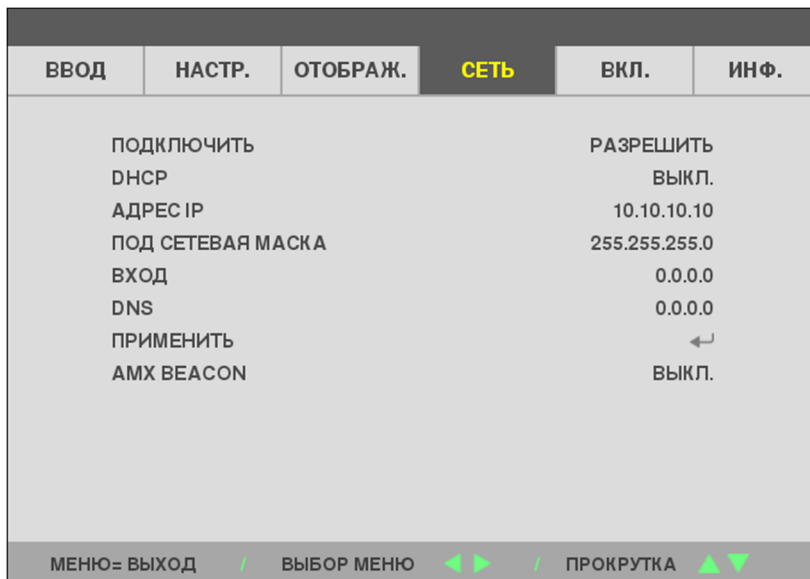 ВВОД НАСТР. ОТОБРАЖ. СЕТЬ ВКЛ. ИНФ.
ПОДКЛЮЧИТЬ РАЗРЕШИТЬ
DHCP ВЫКЛ.
АДРЕС IP 10.10.10.10
ПОД СЕТЕВАЯ МАСКА 255.255.255.0
ВХОД 0.0.0.0
DNS 0.0.0.0
ПРИМЕНИТЬ
AMX BEACON ВЫКЛ.
МЕНЮ= ВЫХОД / ВЫБОР МЕНЮ ◀ ▶ / ПРОКРУТКА ▲ ▼